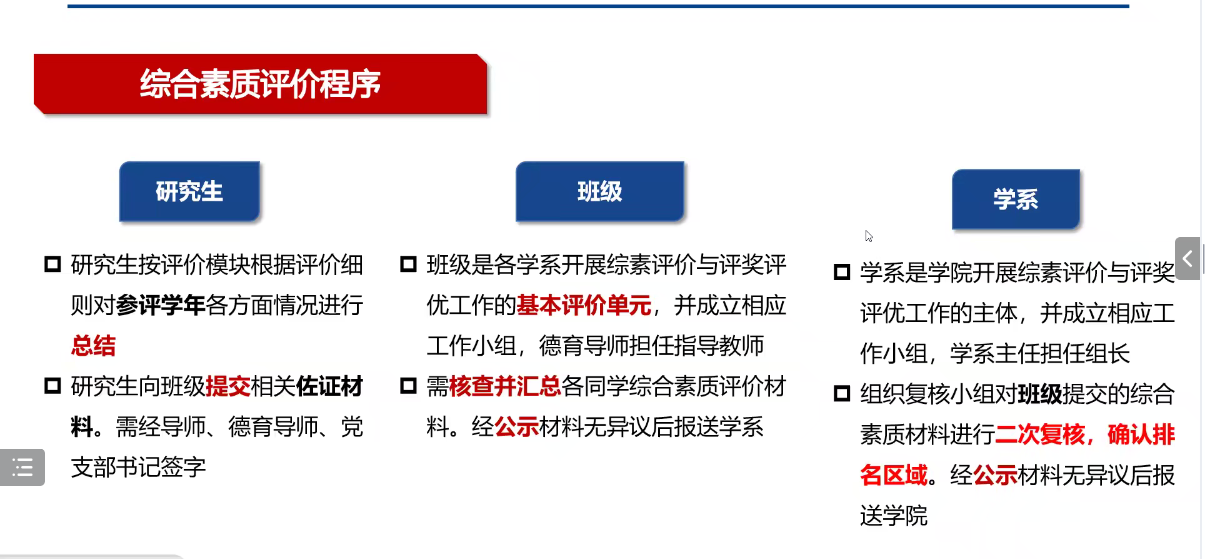 综合素质评价程序
研究生
研究生按评价模块根据评价细
则对参评学年各方面情况进行
总结
研究生向班级提交相关佐证材
料。需经导师、德育导师、党
支部书记签字
班级
班级是各学系开展综素评价与评奖评
优工作的基本评价单元，并成立相应
工作小组，德育导师担任指导教师
需核查并汇总各同学综合素质评价材
料。经公示材料无异议后报送学系
学系
学系是学院开展综素评价与评奖
评优工作的主体，并成立相应工
作小组，学系主任担任组长
组织复核小组对班级提交的综合
素质材料进行二次复核，确认排
名区域。经公示材料无异议后报
送学院